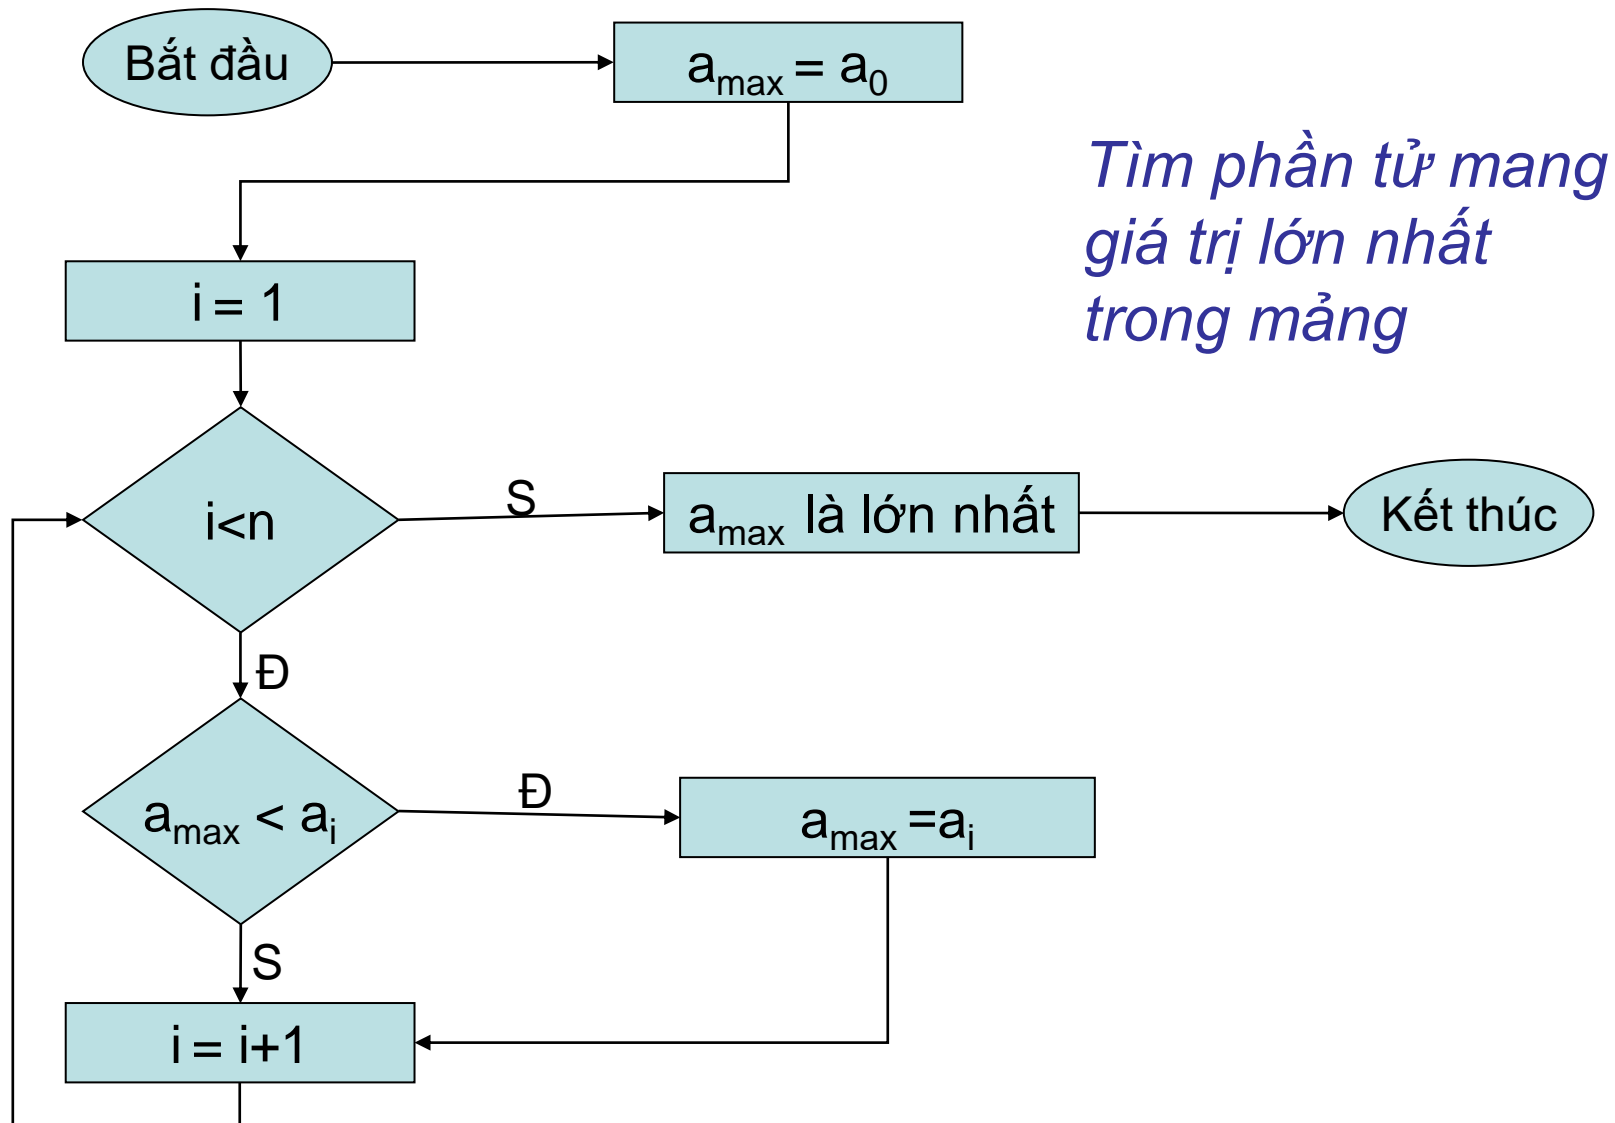 Bắt đầu
amax = a0
Tìm phần tử mang
giá trị lớn nhất
trong mảng
i = 1
i<n
S
amax là lớn nhất
Kết thúc
Đ
amax < ai
Đ
amax =ai
S
i = i+1